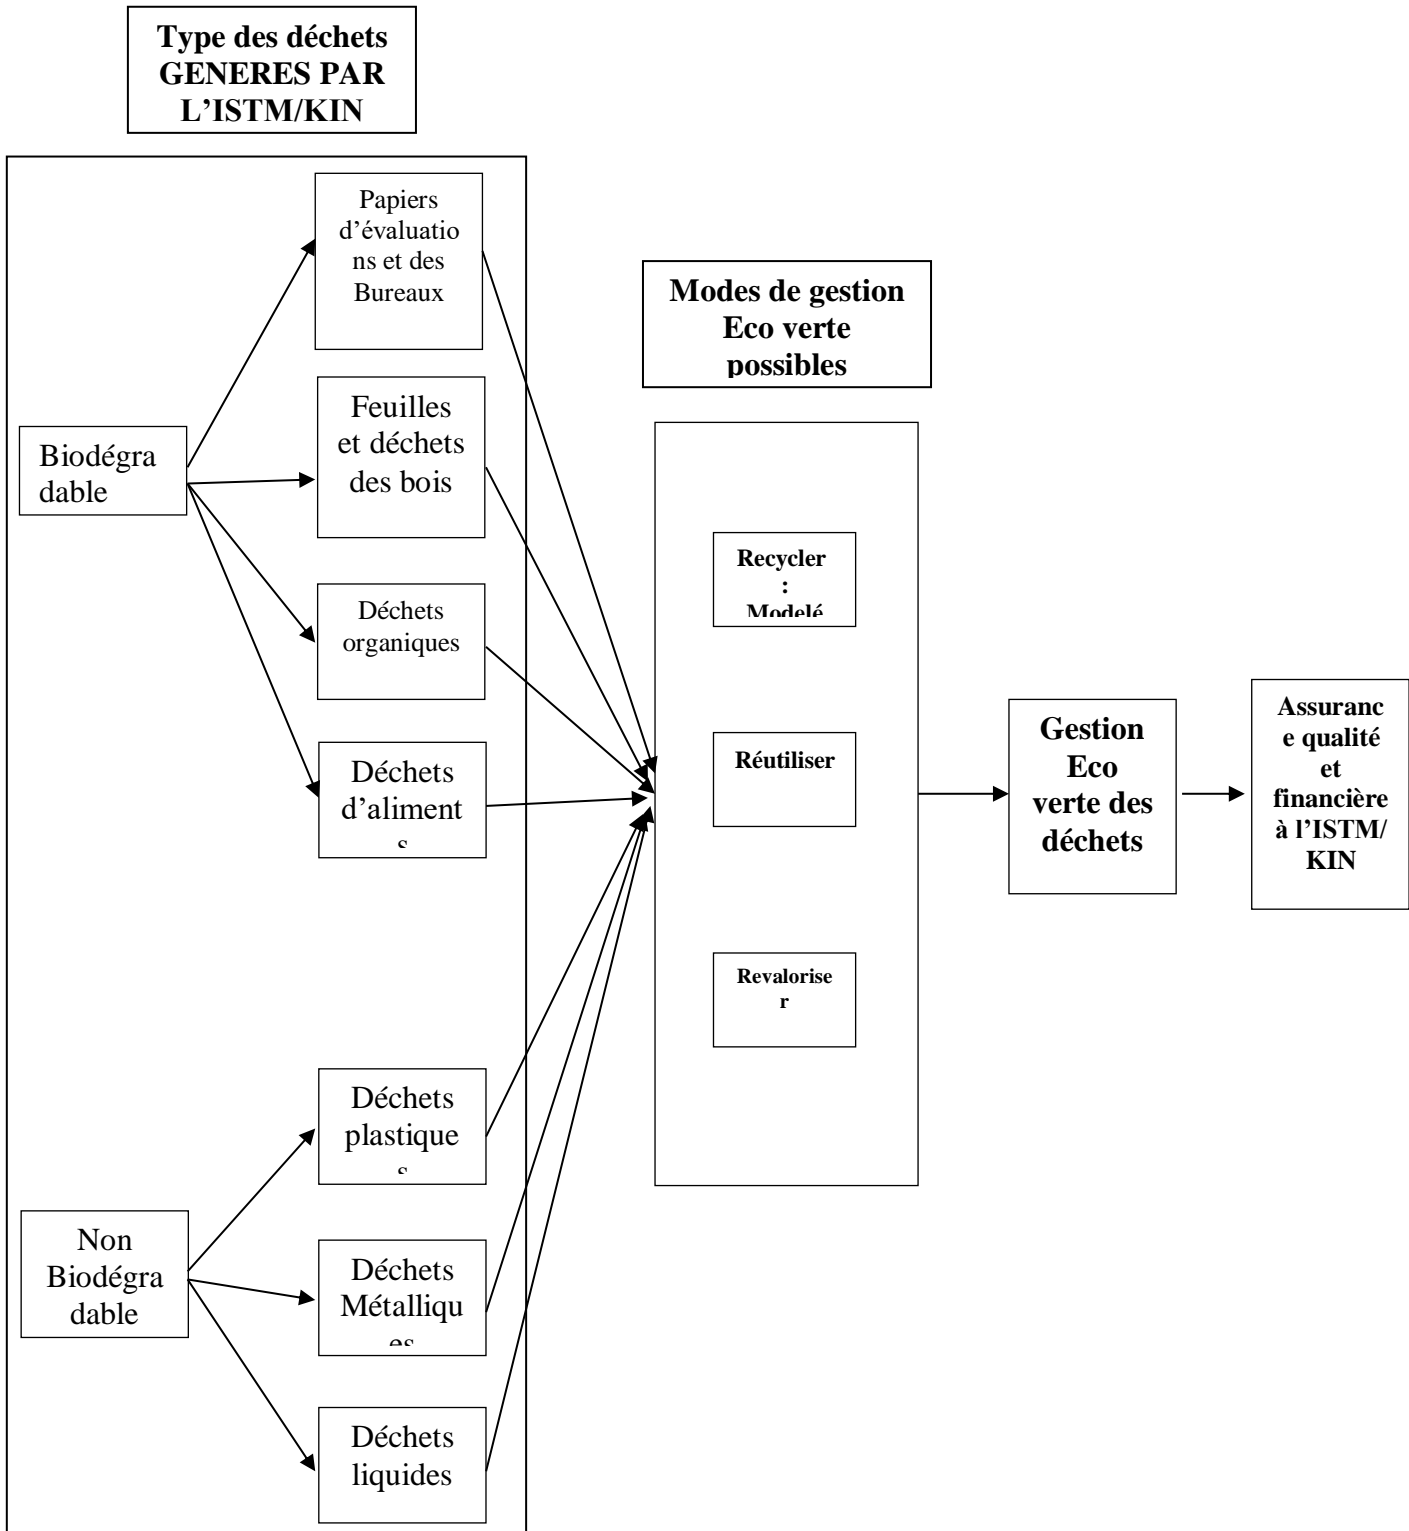 Type des déchets
GENERES PAR
L’ISTM/KIN
Papiers
d’évaluatio
ns et des
Bureaux
Biodégra
dable
Feuilles
et déchets
des bois
Déchets
organiques
Déchets
d’aliment
s
Non
Biodégra
dable
Déchets
plastique
s
Déchets
Métalliqu
es
Déchets
liquides
Modes de gestion
Eco verte
possibles
Recycler
:
Modelé
Réutiliser
Revalorise
r
Gestion
Eco
verte des
déchets
Assuranc
e qualité
et
financière
à l’ISTM/
KIN